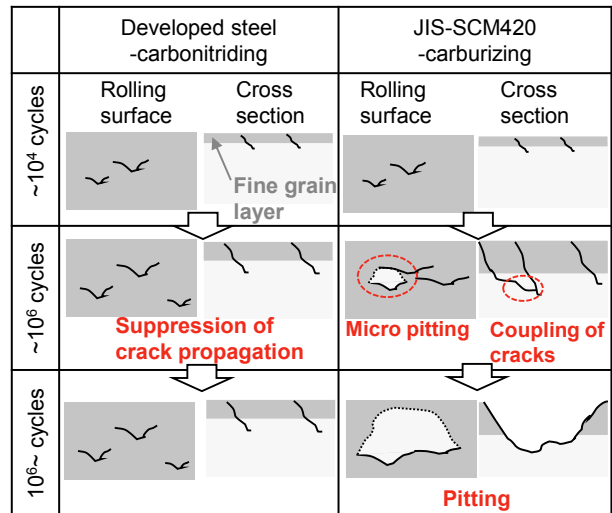 Developed steel
-carbonitriding
JIS-SCM420
-carburizing
~10⁴ cycles
Rolling
surface
Cross
section
Fine grain
layer
Rolling
surface
Cross
section
~10⁶ cycles
Suppression of
crack propagation
Micro pitting
Coupling of
cracks
10⁶~ cycles
Pitting